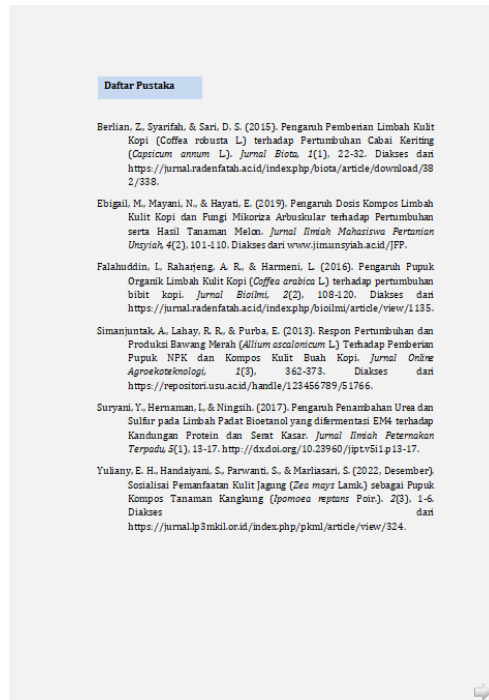 Daftar Pustaka
Berlian, Z., Syarifah, & Sari, D. S. (2015). Pengaruh Pemberian Limbah Kulit
Kopi (Coffea robusta L.) terhadap Pertumbuhan Cabai Keriting
(Capsicum annum L.). Jurnal Biota, 1(1), 22-32. Diakses dari
https://jurnal.radenfatah.ac.id/index.php/biota/article/download/38
2/338.
Ebigail, M., Mayani, N., & Hayati, E. (2019). Pengaruh Dosis Kompos Limbah
Kulit Kopi dan Fungi Mikoriza Arbuskular terhadap Pertumbuhan
serta Hasil Tanaman Melon. Jurnal Ilmiah Mahasiswa Pertanian
Unsyiah, 4(2), 101-110. Diakses dari www.jim.unsyiah.ac.id/JFP.
Falahuddin, I., Raharjeng, A. R., & Harmeni, L. (2016). Pengaruh Pupuk
Organik Limbah Kulit Kopi (Coffea arabica L.) terhadap pertumbuhan
bibit kopi. Jurnal Bioilmi, 2(2), 108-120. Diakses dari
https://jurnal.radenfatah.ac.id/index.php/bioilmi/article/view/1135.
Simanjuntak, A., Lahay, R. R., & Purba, E. (2013). Respon Pertumbuhan dan
Produksi Bawang Merah (Allium ascalonicum L.) Terhadap Pemberian
Pupuk NPK dan Kompos Kulit Buah Kopi. Jurnal Online
Agroekoteknologi, 1(3), 362-373. Diakses dari
https://repositori.usu.ac.id/handle/123456789/51766.
Suryani, Y., Hernaman, I., & Ningsih. (2017). Pengaruh Penambahan Urea dan
Sulfur pada Limbah Padat Bioetanol yang difermentasi EM4 terhadap
Kandungan Protein dan Serat Kasar. Jurnal Ilmiah Peternakan
Terpadu, 5(1), 13-17. http://dx.doi.org/10.23960/jipt.v5i1.p13-17.
Yuliany, E. H., Handaiyani, S., Parwanti, S., & Marliasari, S. (2022, Desember).
Sosialisai Pemanfaatan Kulit Jagung (Zea mays Lamk.) sebagai Pupuk
Kompos Tanaman Kangkung (Ipomoea reptans Poir.). 2(3), 1-6.
Diakses dari
https://jurnal.lp3mkil.or.id/index.php/pkml/article/view/324.